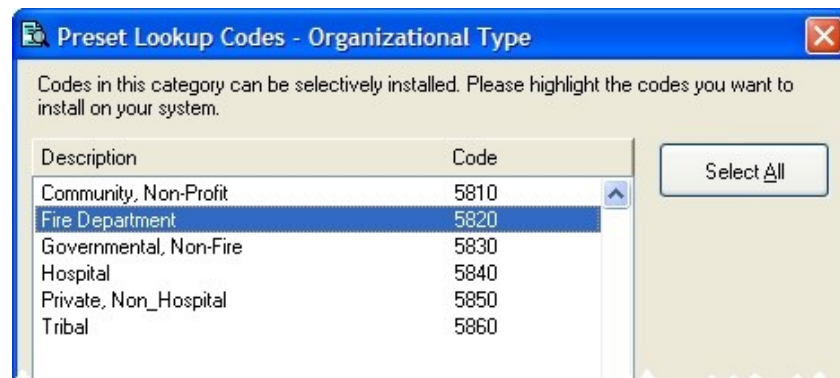 Preset Lookup Codes - Organizational Type
Codes in this category can be selectively installed. Please highlight the codes you want to
install on your system.
Description Code
Select All
Community, Non-Profit 5810
Fire Department 5820
Governmental, Non-Fire 5830
Hospital 5840
Private, Non_Hospital 5850
Tribal 5860